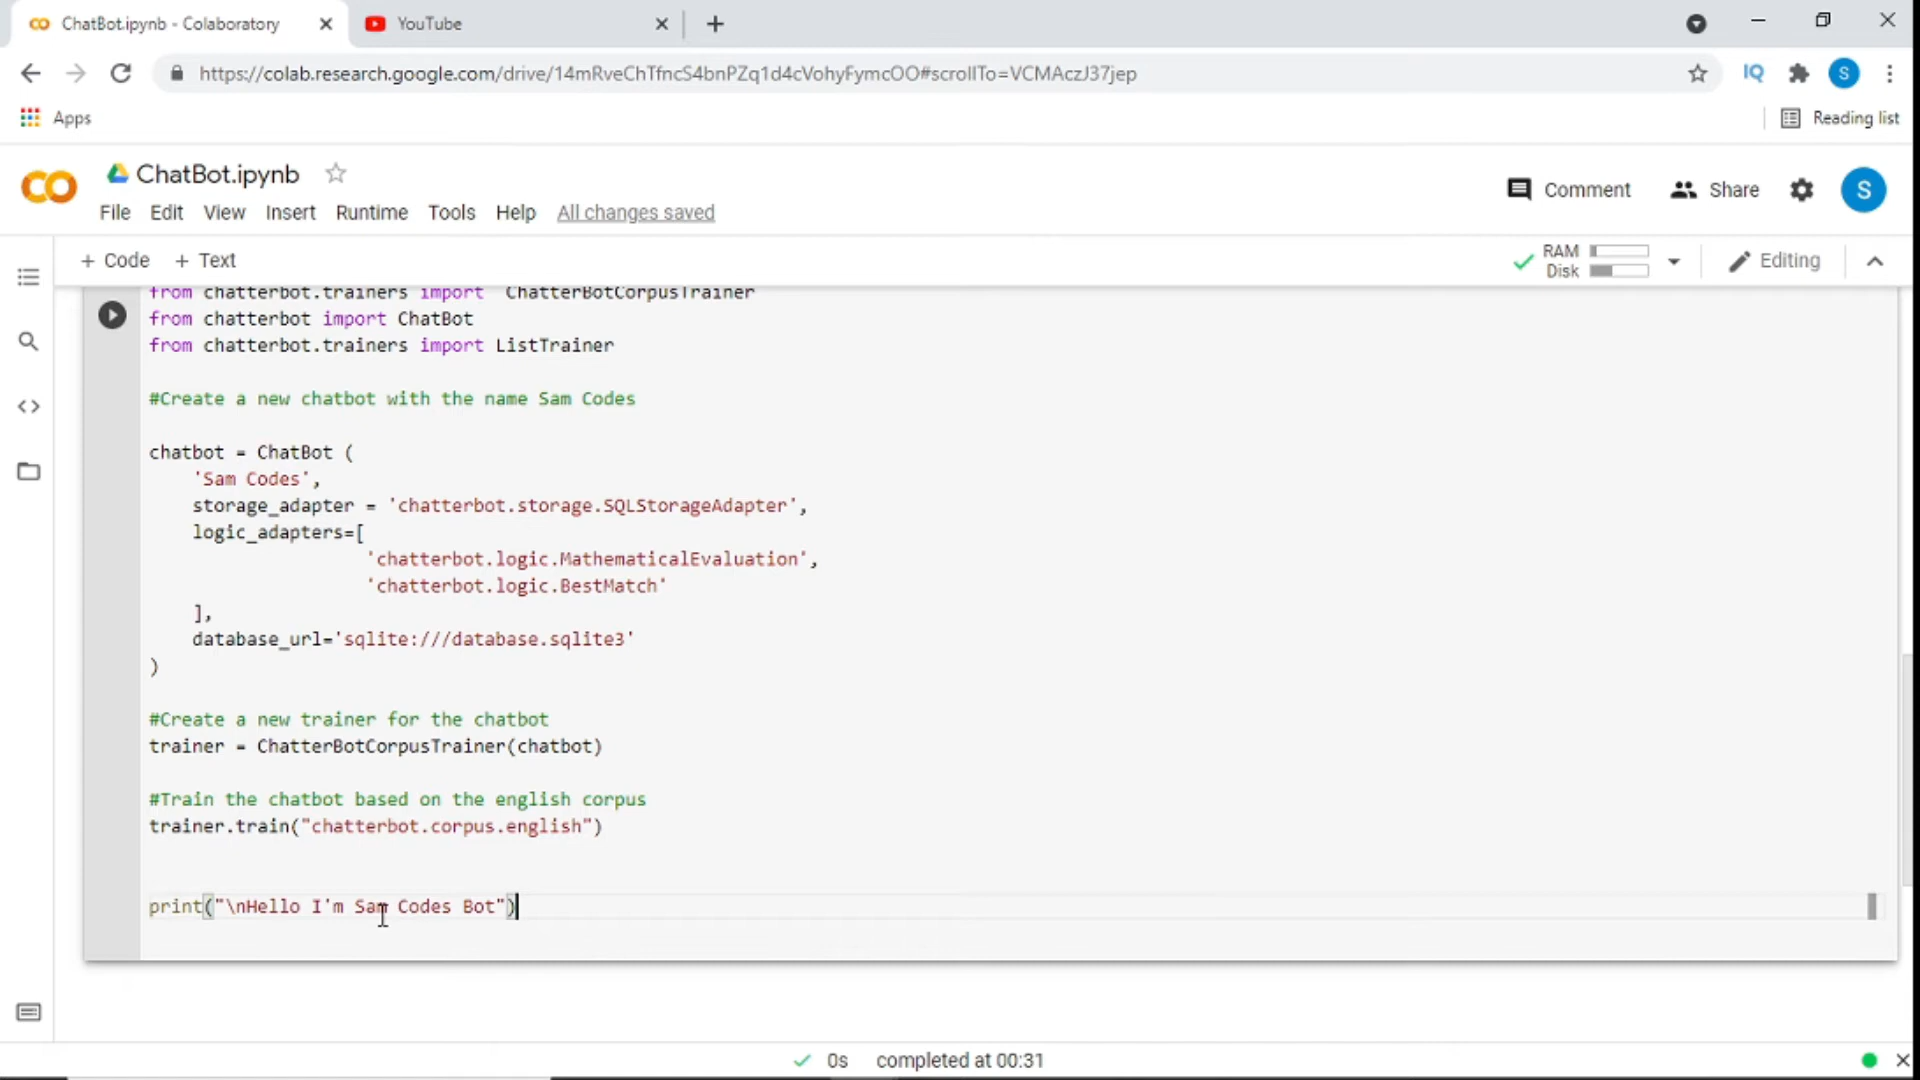 ChatBot.ipynb - Colaboratory
YouTube
https://colab.research.google.com/drive/14mRveChTfncS4bnPZq1d4cVohyFymcOO#scrollTo=VCMAczJ37jep
IQ
S
Apps
Reading list
CO
ChatBot.ipynb
Comment
Share
S
File Edit View Insert Runtime Tools Help All changes saved
+ Code + Text
RAM
Disk
Editing
from chatterbot.trainers import  ChatterBotCorpusTrainer
from chatterbot import ChatBot
from chatterbot.trainers import ListTrainer
#Create a new chatbot with the name Sam Codes
chatbot = ChatBot (
    'Sam Codes',
    storage_adapter = 'chatterbot.storage.SQLStorageAdapter',
    logic_adapters=[
                    'chatterbot.logic.MathematicalEvaluation',
                    'chatterbot.logic.BestMatch'
    ],
    database_url='sqlite:///database.sqlite3'
)
#Create a new trainer for the chatbot
trainer = ChatterBotCorpusTrainer(chatbot)
#Train the chatbot based on the english corpus
trainer.train("chatterbot.corpus.english")
print("\nHello I'm Sam Codes Bot")
0s completed at 00:31